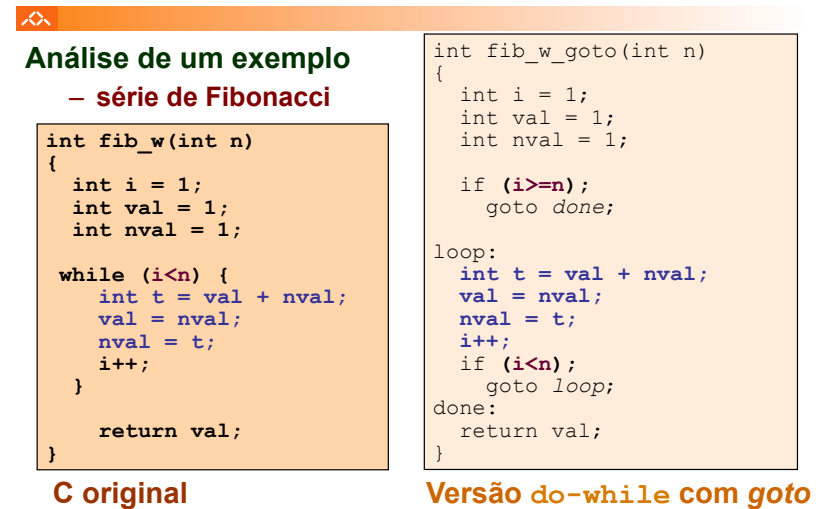 Análise de um exemplo
– série de Fibonacci
int fib_w(int n)
{
  int i = 1;
  int val = 1;
  int nval = 1;
 while (i<n) {
    int t = val + nval;
    val = nval;
    nval = t;
    i++;
  }
    return val;
}
C original
int fib_w_goto(int n)
{
  int i = 1;
  int val = 1;
  int nval = 1;
  if (i>=n);
    goto done;
loop:
  int t = val + nval;
  val = nval;
  nval = t;
  i++;
  if (i<n);
    goto loop;
done:
  return val;
}
Versão do-while com goto